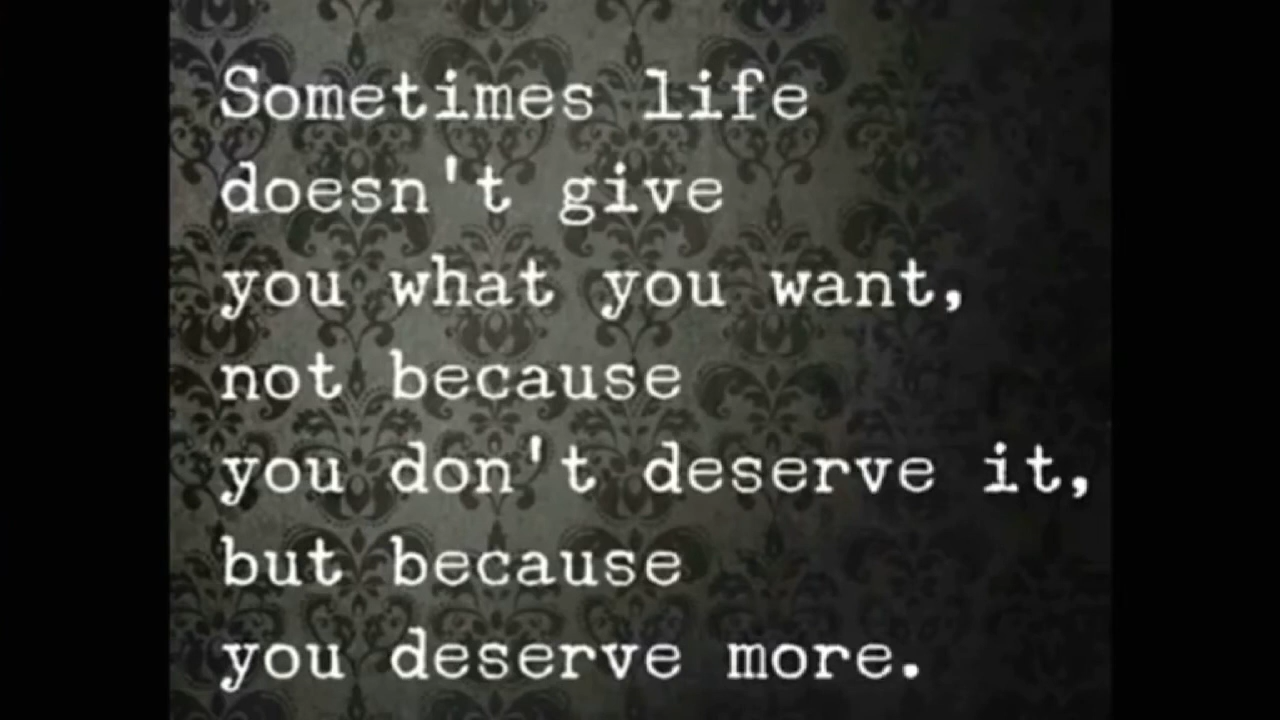 Sometimes life
doesn't give
you what you want,
not because
you don't deserve it,
but because
you deserve more.